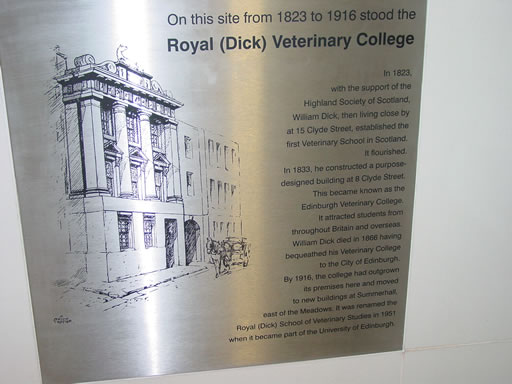 On this site from 1823 to 1916 stood the
Royal (Dick) Veterinary College
In 1823,
with the support of the
Highland Society of Scotland,
William Dick, then living close by
at 15 Clyde Street, established the
first Veterinary School in Scotland.
It flourished.
In 1833, he constructed a purpose-
designed building at 8 Clyde Street.
This became known as the
Edinburgh Veterinary College.
It attracted students from
throughout Britain and overseas.
William Dick died in 1866 having
bequeathed his Veterinary College
to the City of Edinburgh.
By 1916, the college had outgrown
its premises here and moved
to new buildings at Summerhall,
east of the Meadows. It was renamed the
Royal (Dick) School of Veterinary Studies in 1951
when it became part of the University of Edinburgh.